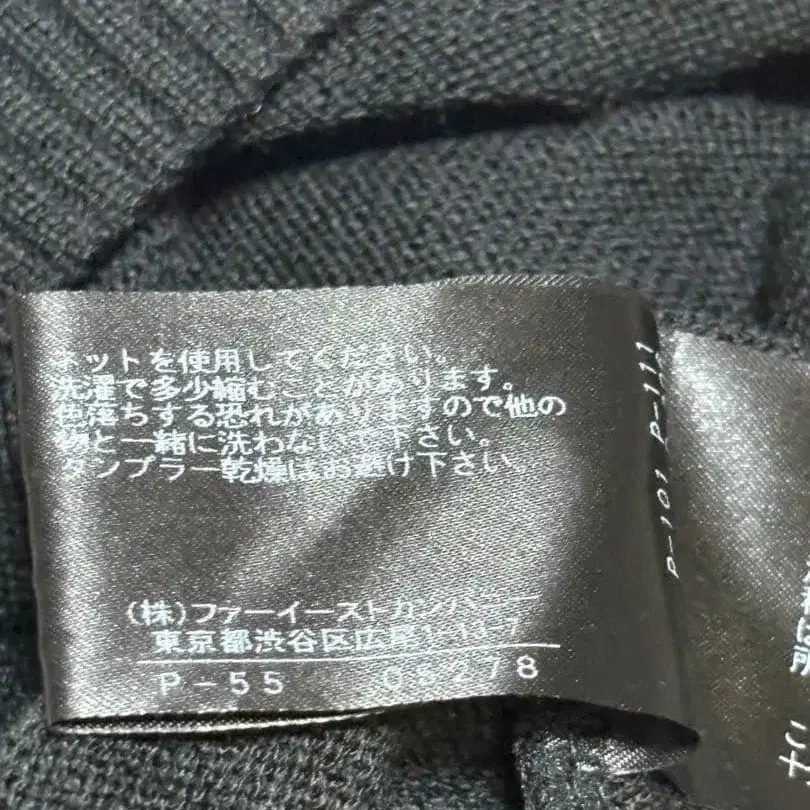 ネットを使用してください。
洗濯で多少縮むことがあります。
色落ちする恐れがありますので他の
物と一緒に洗わないで下さい。
タンブラー乾燥はお避け下さい。
(株)ファーイーストカンパニー
東京都渋谷区広尾1-13-7
P-55
P-101 P-111